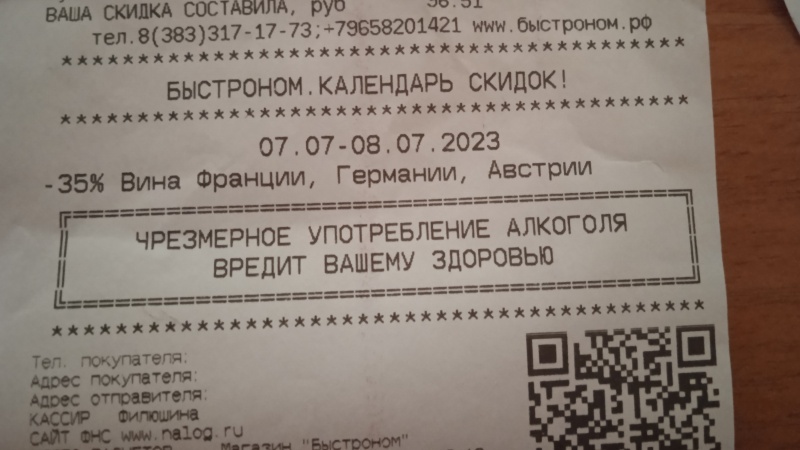 ВАША СКИДКА СОСТАВИЛА, руб 56.51
тел.8(383)317-17-73;+79658201421 www.быстроном.рф
****************************************
БЫСТРОНОМ.КАЛЕНДАРЬ СКИДОК!
****************************************
07.07-08.07.2023
-35% Вина Франции, Германии, Австрии
ЧРЕЗМЕРНОЕ УПОТРЕБЛЕНИЕ АЛКОГОЛЯ
ВРЕДИТ ВАШЕМУ ЗДОРОВЬЮ
****************************************
Тел. покупателя:
Адрес покупателя:
Адрес отправителя:
КАССИР ФИЛЮШИНА
САЙТ ФНС www.nalog.ru
Магазин "Быстроном"